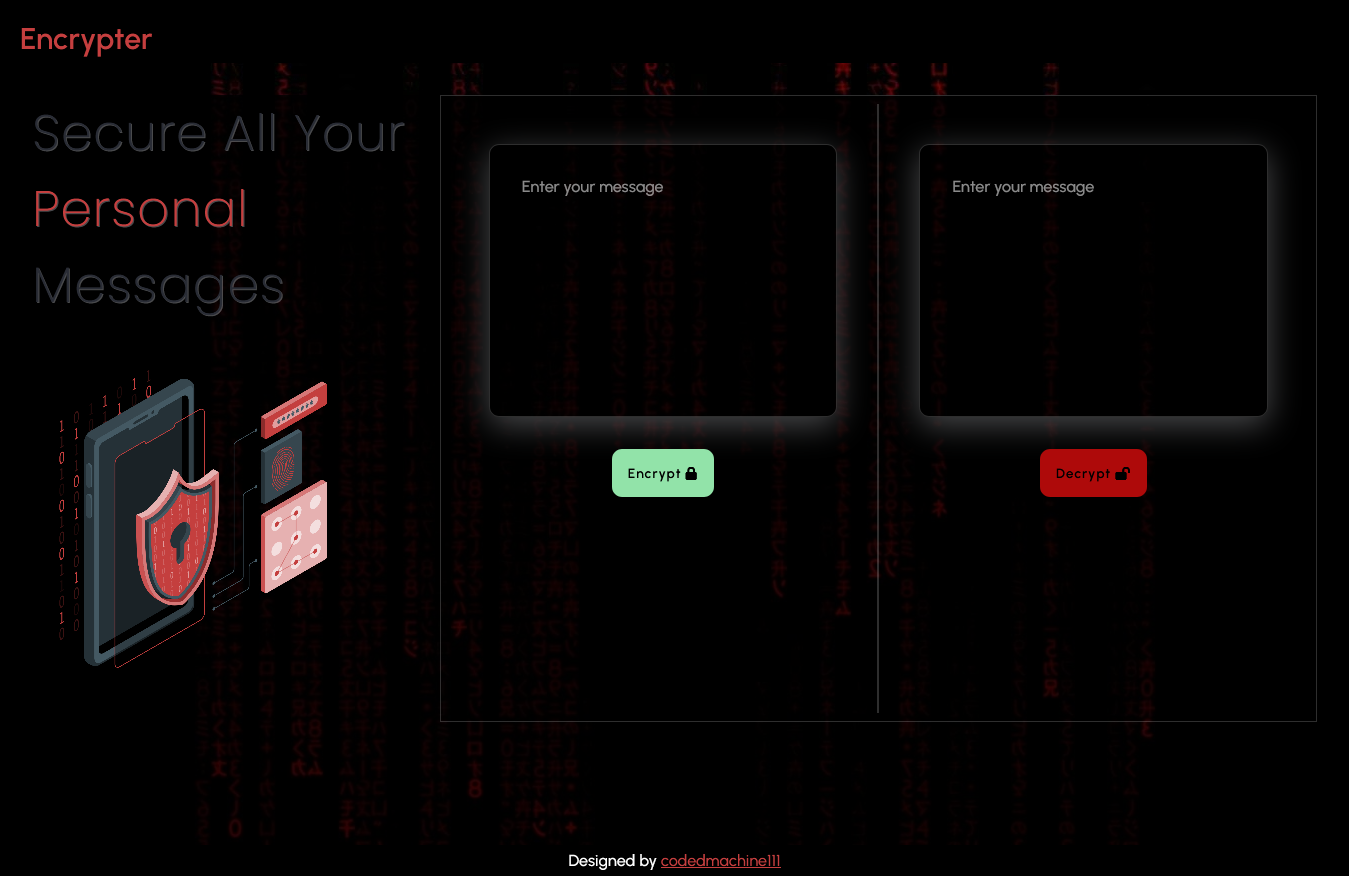 Encrypter
Secure All Your
Personal
Messages
Enter your message
Enter your message
Encrypt
Decrypt
Designed by codedmachine111